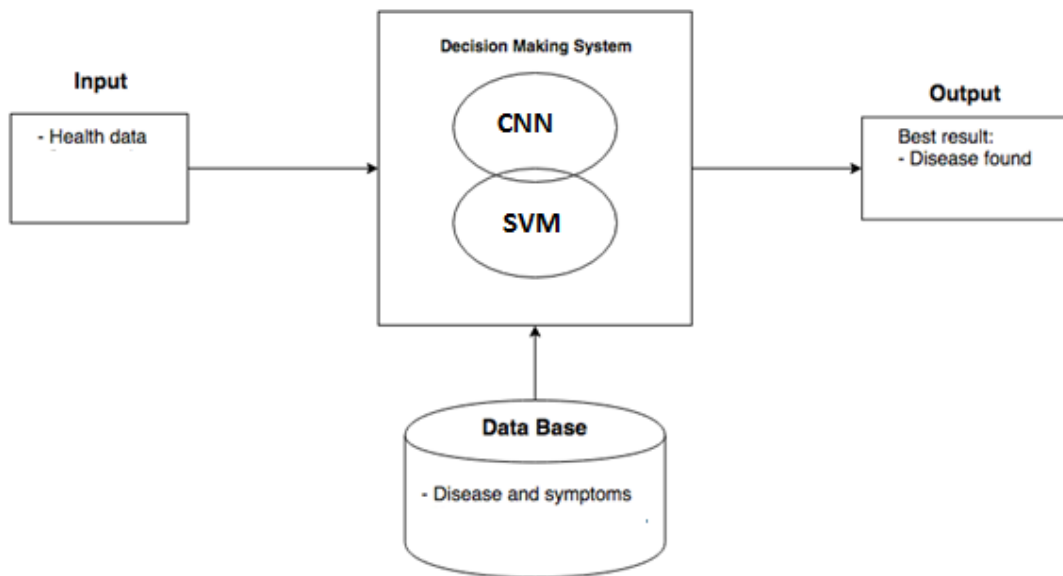 Decision Making System
Input
- Health data
CNN
SVM
Output
Best result:
- Disease found
Data Base
- Disease and symptoms